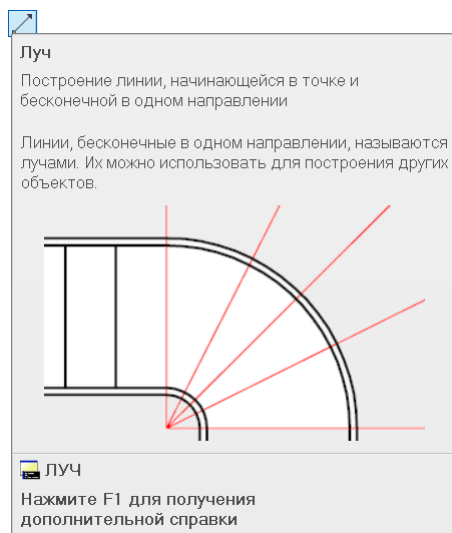 Луч
Построение линии, начинающейся в точке и
бесконечной в одном направлении
Линии, бесконечные в одном направлении, называются
лучами. Их можно использовать для построения других
объектов.
ЛУЧ
Нажмите F1 для получения
дополнительной справки